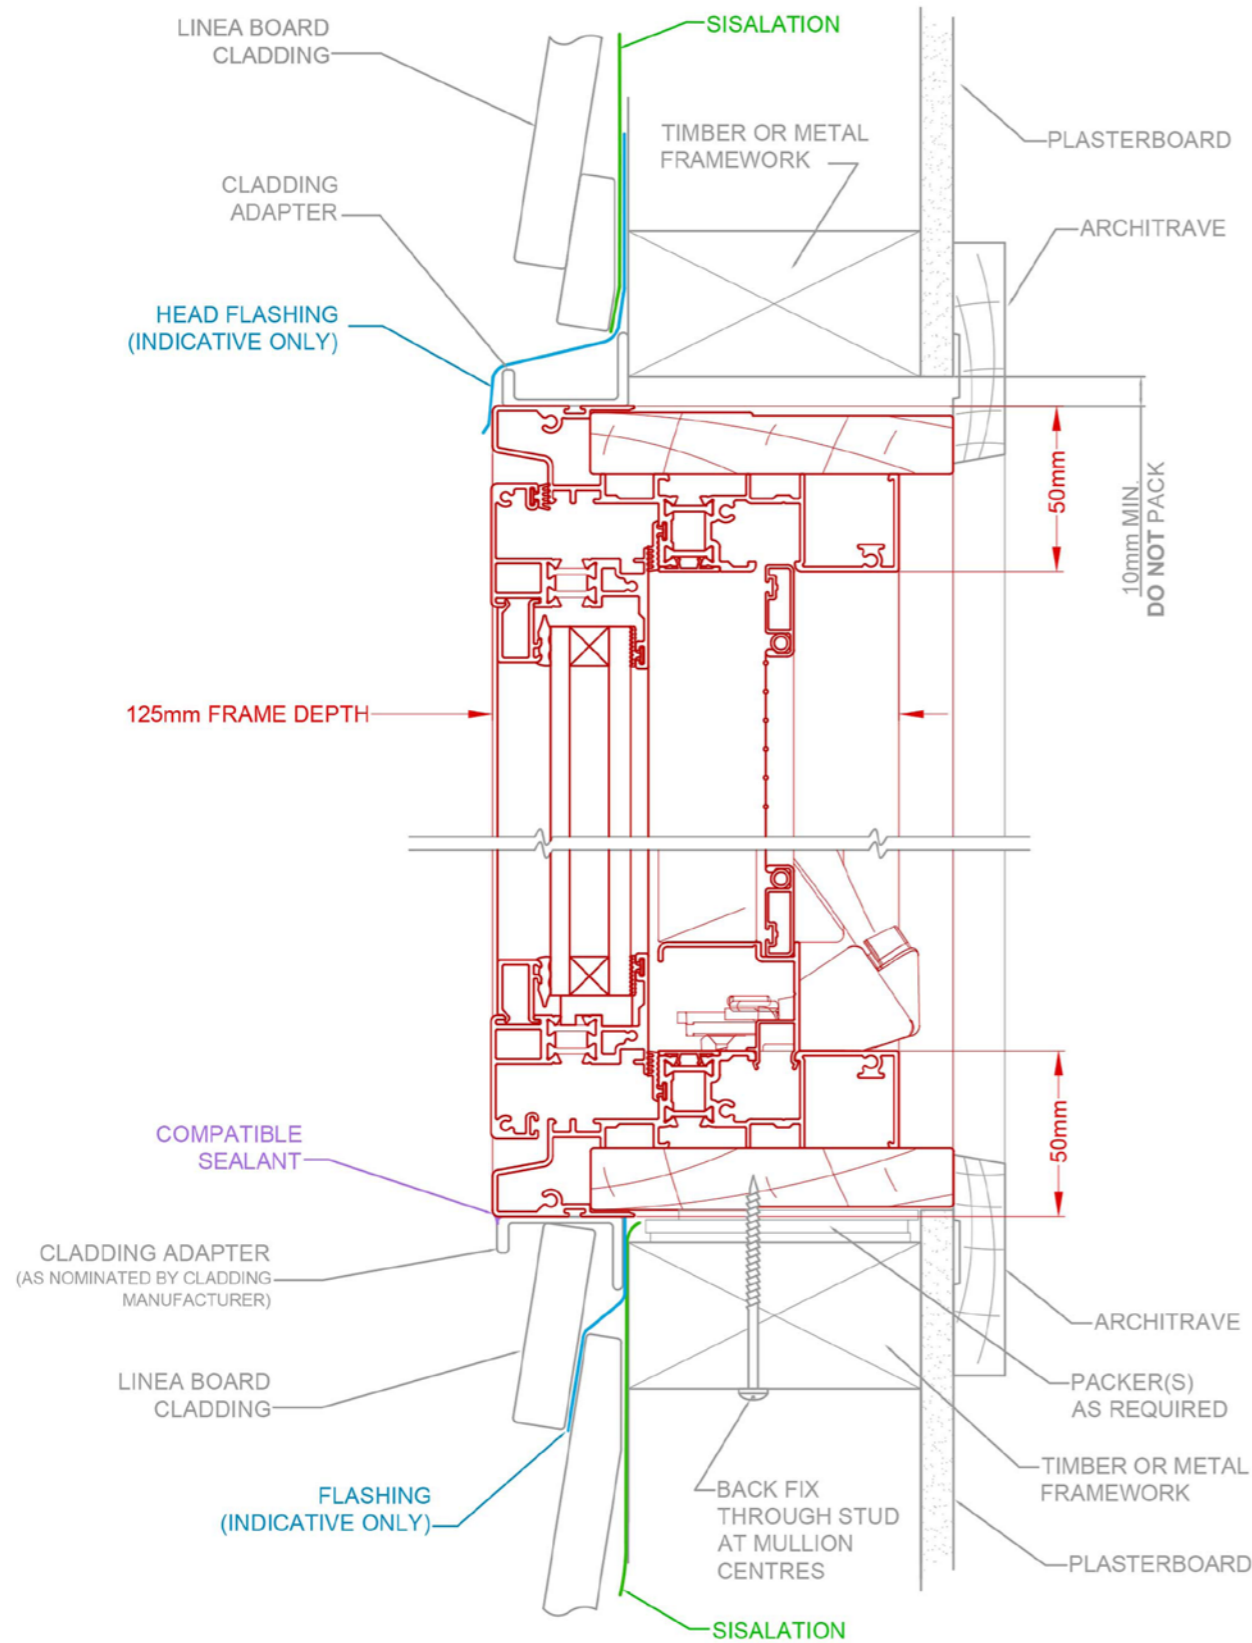 LINEA BOARD
CLADDING
SISALATION
TIMBER OR METAL
FRAMEWORK
PLASTERBOARD
CLADDING
ADAPTER
ARCHITRAVE
HEAD FLASHING
(INDICATIVE ONLY)
50mm
10mm MIN.
DO NOT PACK
125mm FRAME DEPTH
50mm
COMPATIBLE
SEALANT
CLADDING ADAPTER
(AS NOMINATED BY CLADDING
MANUFACTURER)
ARCHITRAVE
LINEA BOARD
CLADDING
PACKER(S)
AS REQUIRED
TIMBER OR METAL
FRAMEWORK
FLASHING
(INDICATIVE ONLY)
BACK FIX
THROUGH STUD
AT MULLION
CENTRES
PLASTERBOARD
SISALATION